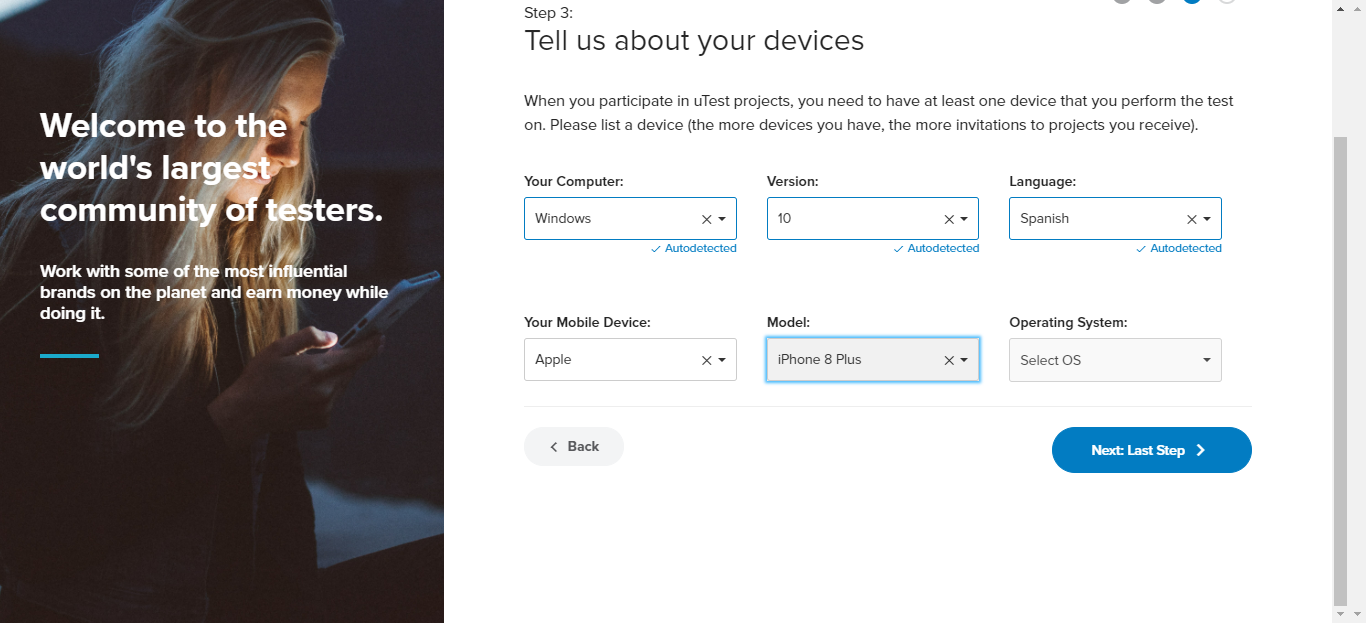 Welcome to the
world's largest
community of testers.
Work with some of the most influential
brands on the planet and earn money while
doing it.
Step 3:
Tell us about your devices
When you participate in uTest projects, you need to have at least one device that you perform the test
on. Please list a device (the more devices you have, the more invitations to projects you receive).
Your Computer: Version: Language:
Windows 10 Spanish
Autodetected Autodetected Autodetected
Your Mobile Device: Model: Operating System:
Apple iPhone 8 Plus Select OS
Back Next: Last Step